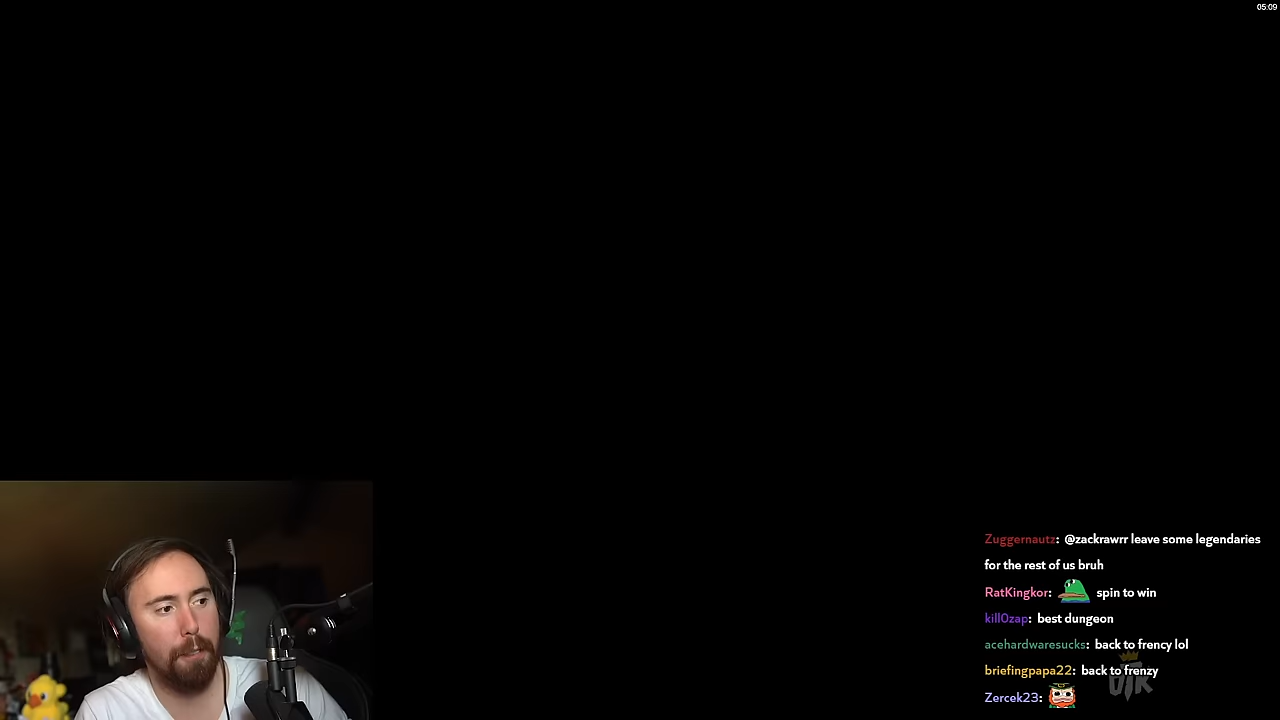 05:09
Zuggernautz: @zackrawrr leave some legendaries
for the rest of us bruh
RatKingkor: spin to win
kill0zap: best dungeon
acehardwaresucks: back to frency lol
briefingpapa22: back to frenzy
OTK
Zercek23: